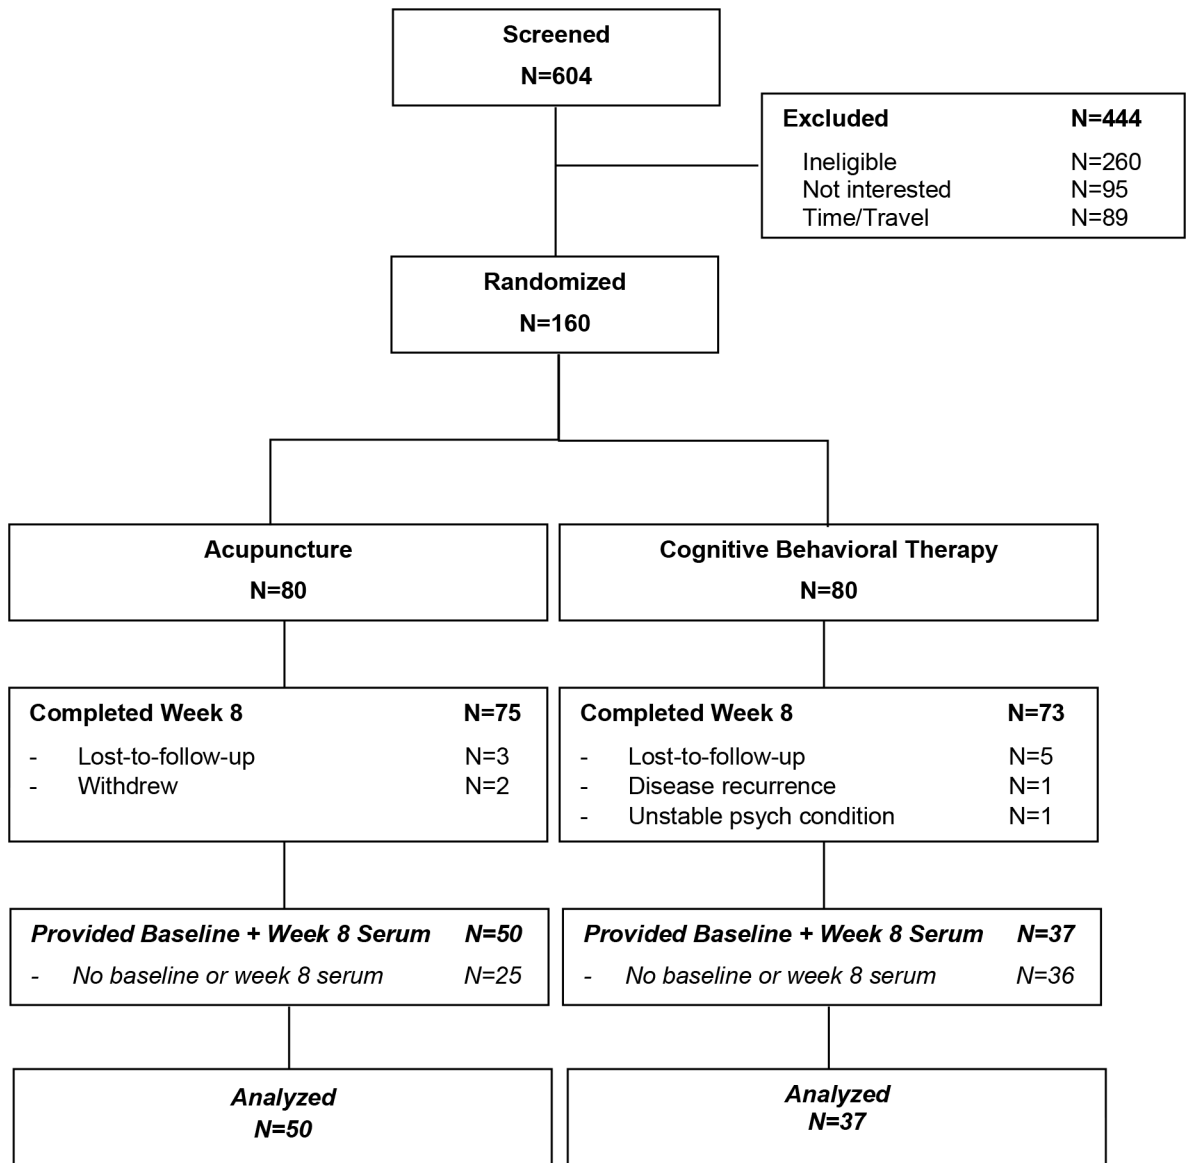 Screened
N=604
Excluded N=444
Ineligible N=260
Not interested N=95
Time/Travel N=89
Randomized
N=160
Acupuncture
N=80
Cognitive Behavioral Therapy
N=80
Completed Week 8 N=75
- Lost-to-follow-up N=3
- Withdrew N=2
Completed Week 8 N=73
- Lost-to-follow-up N=5
- Disease recurrence N=1
- Unstable psych condition N=1
Provided Baseline + Week 8 Serum N=50
- No baseline or week 8 serum N=25
Provided Baseline + Week 8 Serum N=37
- No baseline or week 8 serum N=36
Analyzed
N=50
Analyzed
N=37